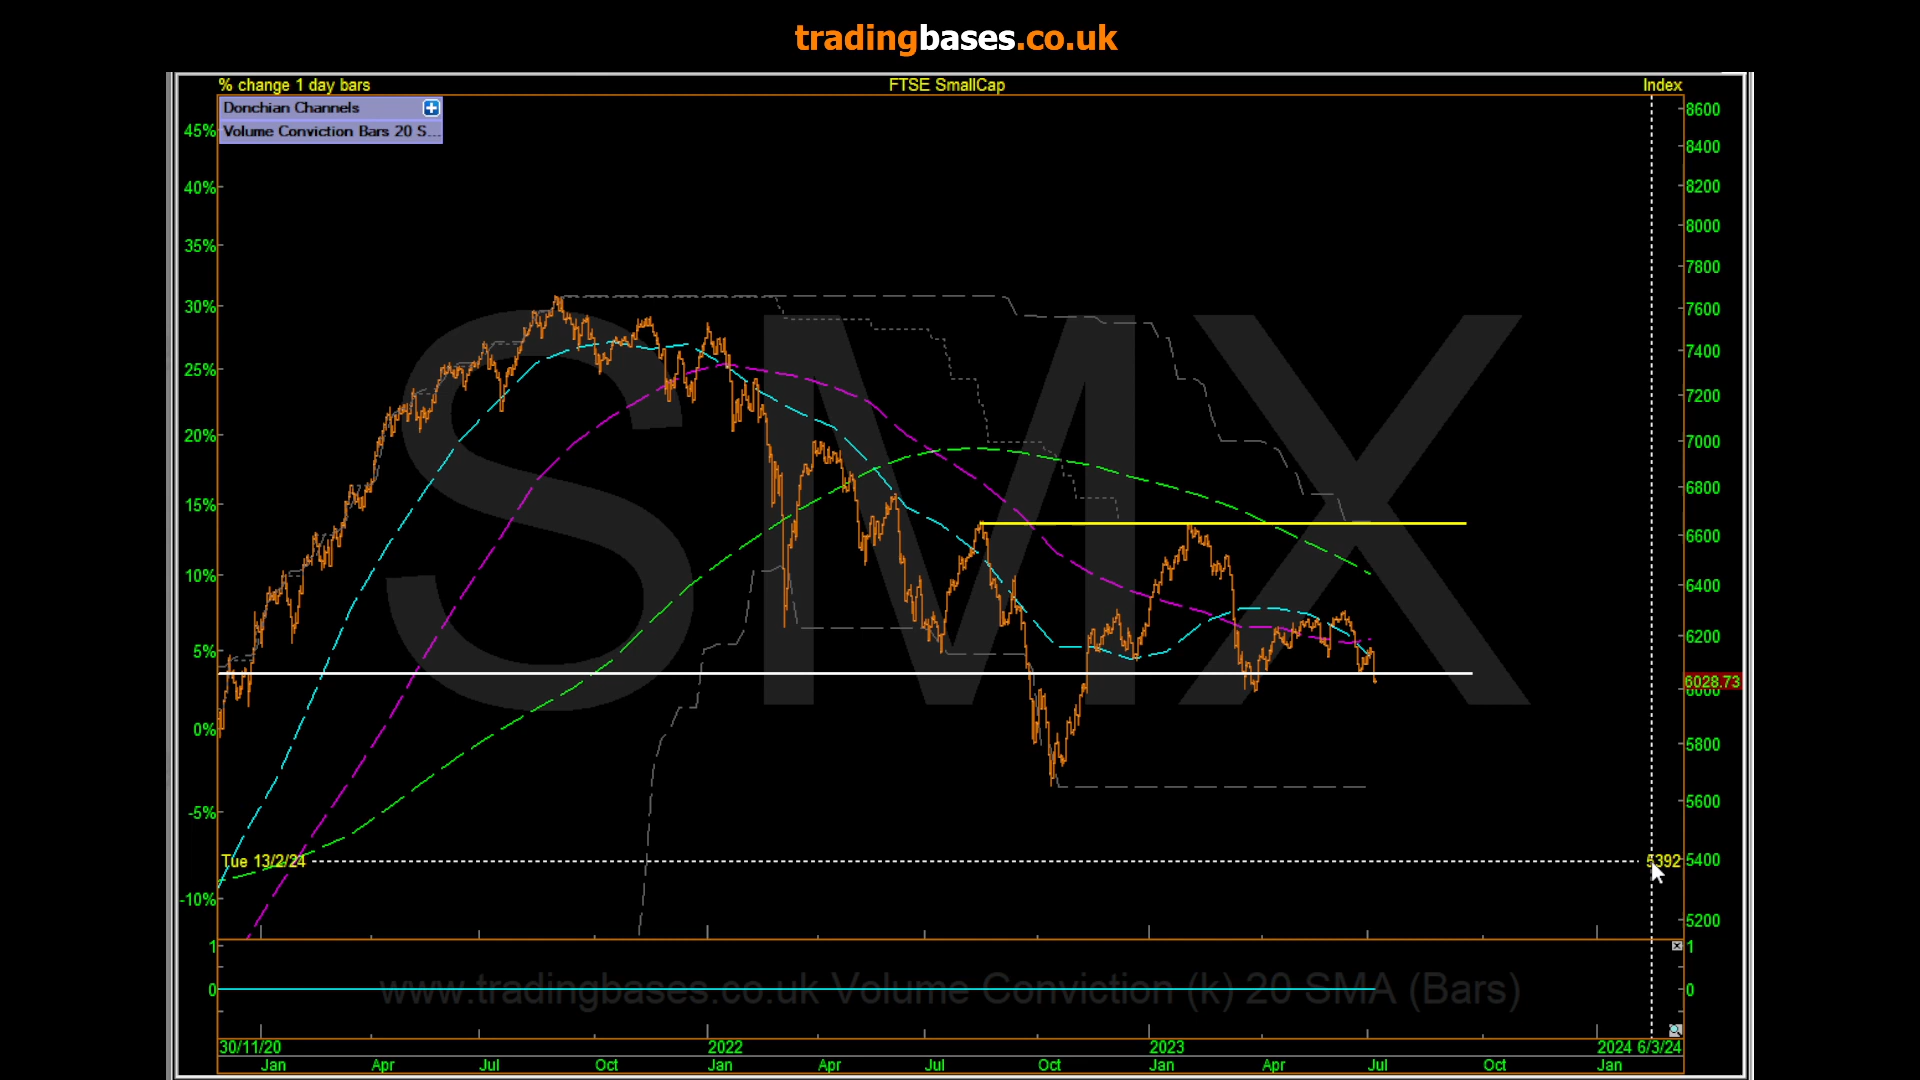 tradingbases.co.uk
% change 1 day bars FTSE SmallCap Index
Donchian Channels
Volume Conviction Bars 20 S...
45% 8600
8400
40% 8200
35% 8000
7800
30% 7600
25% 7400
7200
20% 7000
15% 6800
6600
10% 6400
5% 6200
6028.73
6000
0% 5800
-5% 5600
Tue 13/2/24 5392 5400
-10% 5200
SMX
1 1
www.tradingbases.co.uk Volume Conviction (k) 20 SMA (Bars)
0 0
30/11/20 2022 2023 2024 6/3/24
Jan Apr Jul Oct Jan Apr Jul Oct Jan Apr Jul Oct Jan